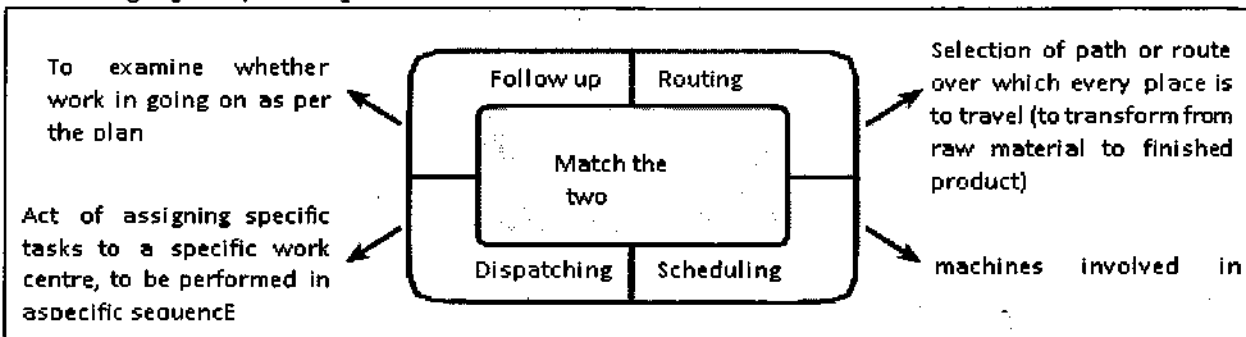 To examine whether
work in going on as per
the plan
Follow up
Routing
Selection of path or route
over which every place is
to travel (to transform from
raw material to finished
product)
Match the
two
Act of assigning specific
tasks to a specific work
centre, to be performed in
aspecific sequencE
Dispatching
Scheduling
machines involved in